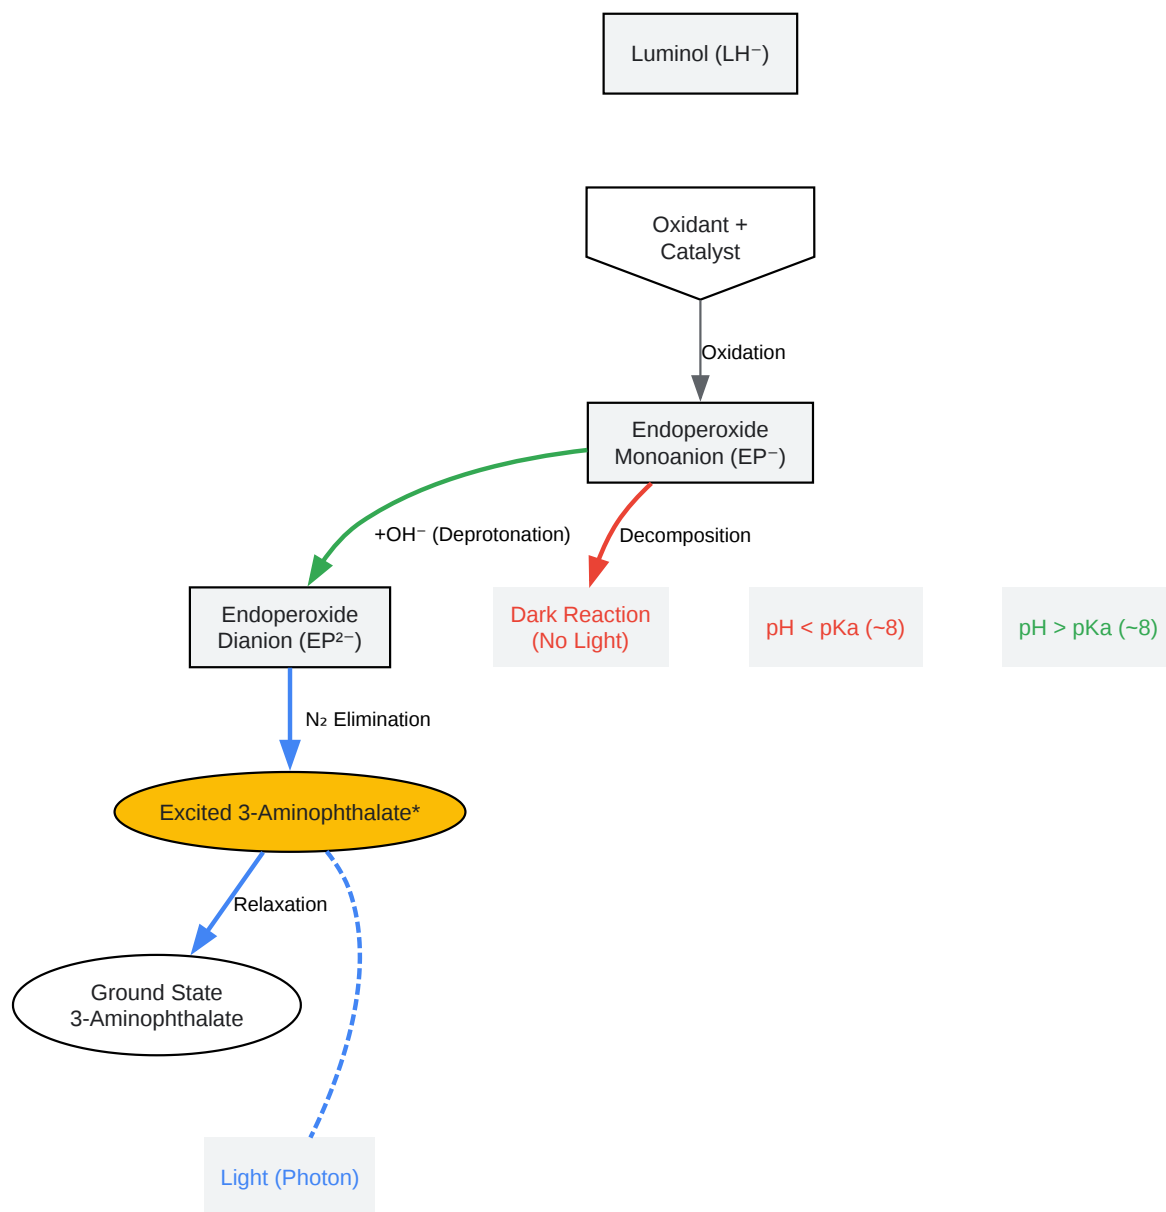 Luminol (LH⁻)
Oxidant +
Catalyst
Oxidation
Endoperoxide
Monoanion (EP⁻)
+OH⁻ (Deprotonation)
Decomposition
Endoperoxide
Dianion (EP²⁻)
Dark Reaction
(No Light)
pH < pKa (~8)
pH > pKa (~8)
N₂ Elimination
Excited 3-Aminophthalate*
Relaxation
Ground State
3-Aminophthalate
Light (Photon)